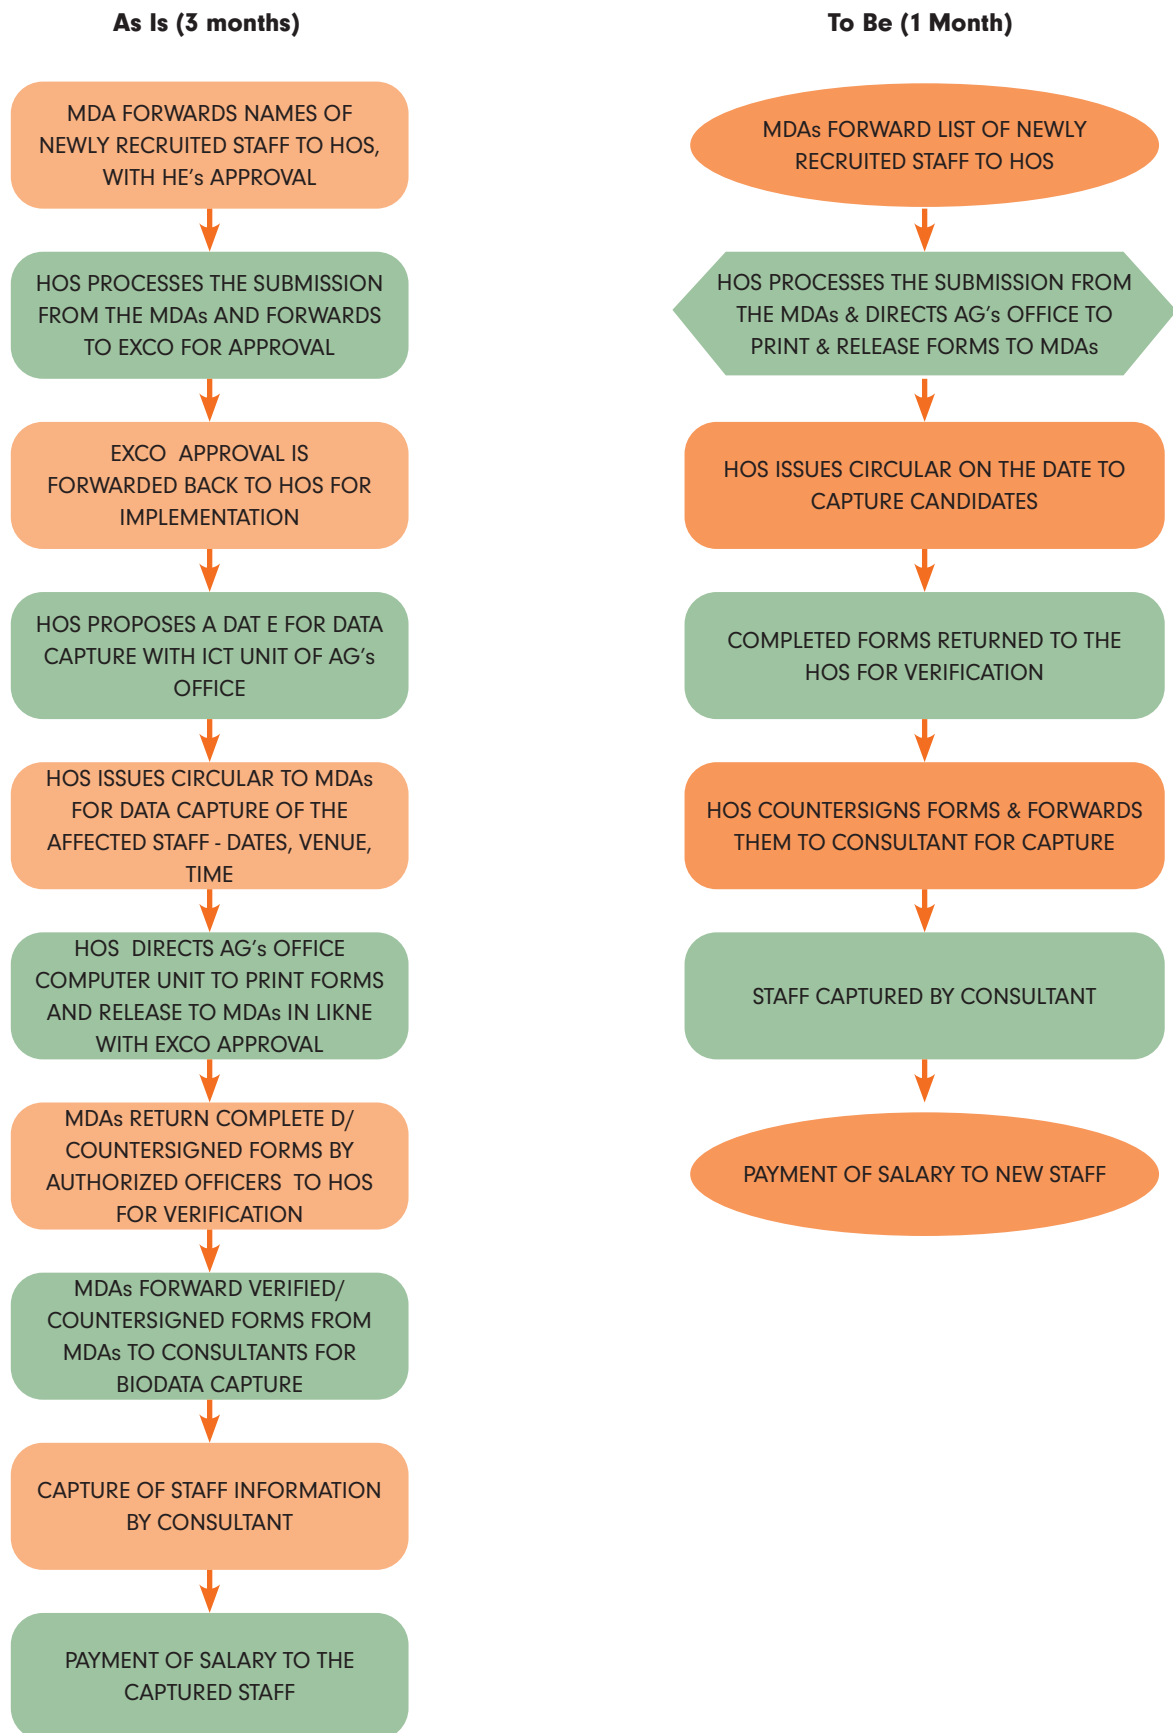 As Is (3 months)
MDA FORWARDS NAMES OF
NEWLY RECRUITED STAFF TO HOS,
WITH HE's APPROVAL
HOS PROCESSES THE SUBMISSION
FROM THE MDAs AND FORWARDS
TO EXCO FOR APPROVAL
EXCO APPROVAL IS
FORWARDED BACK TO HOS FOR
IMPLEMENTATION
HOS PROPOSES A DAT E FOR DATA
CAPTURE WITH ICT UNIT OF AG's
OFFICE
HOS ISSUES CIRCULAR TO MDAs
FOR DATA CAPTURE OF THE
AFFECTED STAFF - DATES, VENUE,
TIME
HOS DIRECTS AG's OFFICE
COMPUTER UNIT TO PRINT FORMS
AND RELEASE TO MDAs IN LIKNE
WITH EXCO APPROVAL
MDAs RETURN COMPLETE D/
COUNTERSIGNED FORMS BY
AUTHORIZED OFFICERS TO HOS
FOR VERIFICATION
MDAs FORWARD VERIFIED/
COUNTERSIGNED FORMS FROM
MDAs TO CONSULTANTS FOR
BIODATA CAPTURE
CAPTURE OF STAFF INFORMATION
BY CONSULTANT
PAYMENT OF SALARY TO THE
CAPTURED STAFF
To Be (1 Month)
MDAs FORWARD LIST OF NEWLY
RECRUITED STAFF TO HOS
HOS PROCESSES THE SUBMISSION FROM
THE MDAs & DIRECTS AG's OFFICE TO
PRINT & RELEASE FORMS TO MDAs
HOS ISSUES CIRCULAR ON THE DATE TO
CAPTURE CANDIDATES
COMPLETED FORMS RETURNED TO THE
HOS FOR VERIFICATION
HOS COUNTERSIGNS FORMS & FORWARDS
THEM TO CONSULTANT FOR CAPTURE
STAFF CAPTURED BY CONSULTANT
PAYMENT OF SALARY TO NEW STAFF